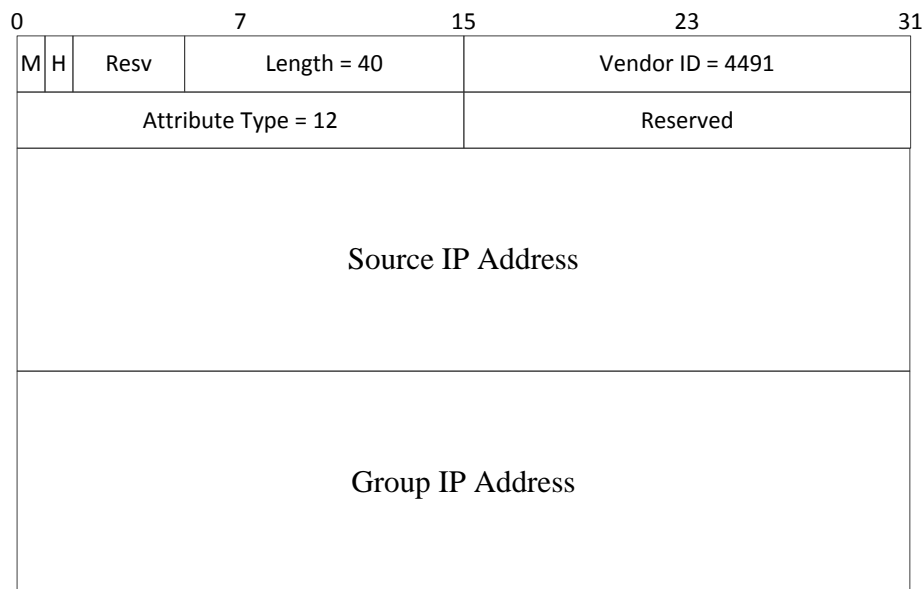 0 7 15 23 31
M H Resv Length = 40 Vendor ID = 4491
Attribute Type = 12 Reserved
Source IP Address
Group IP Address